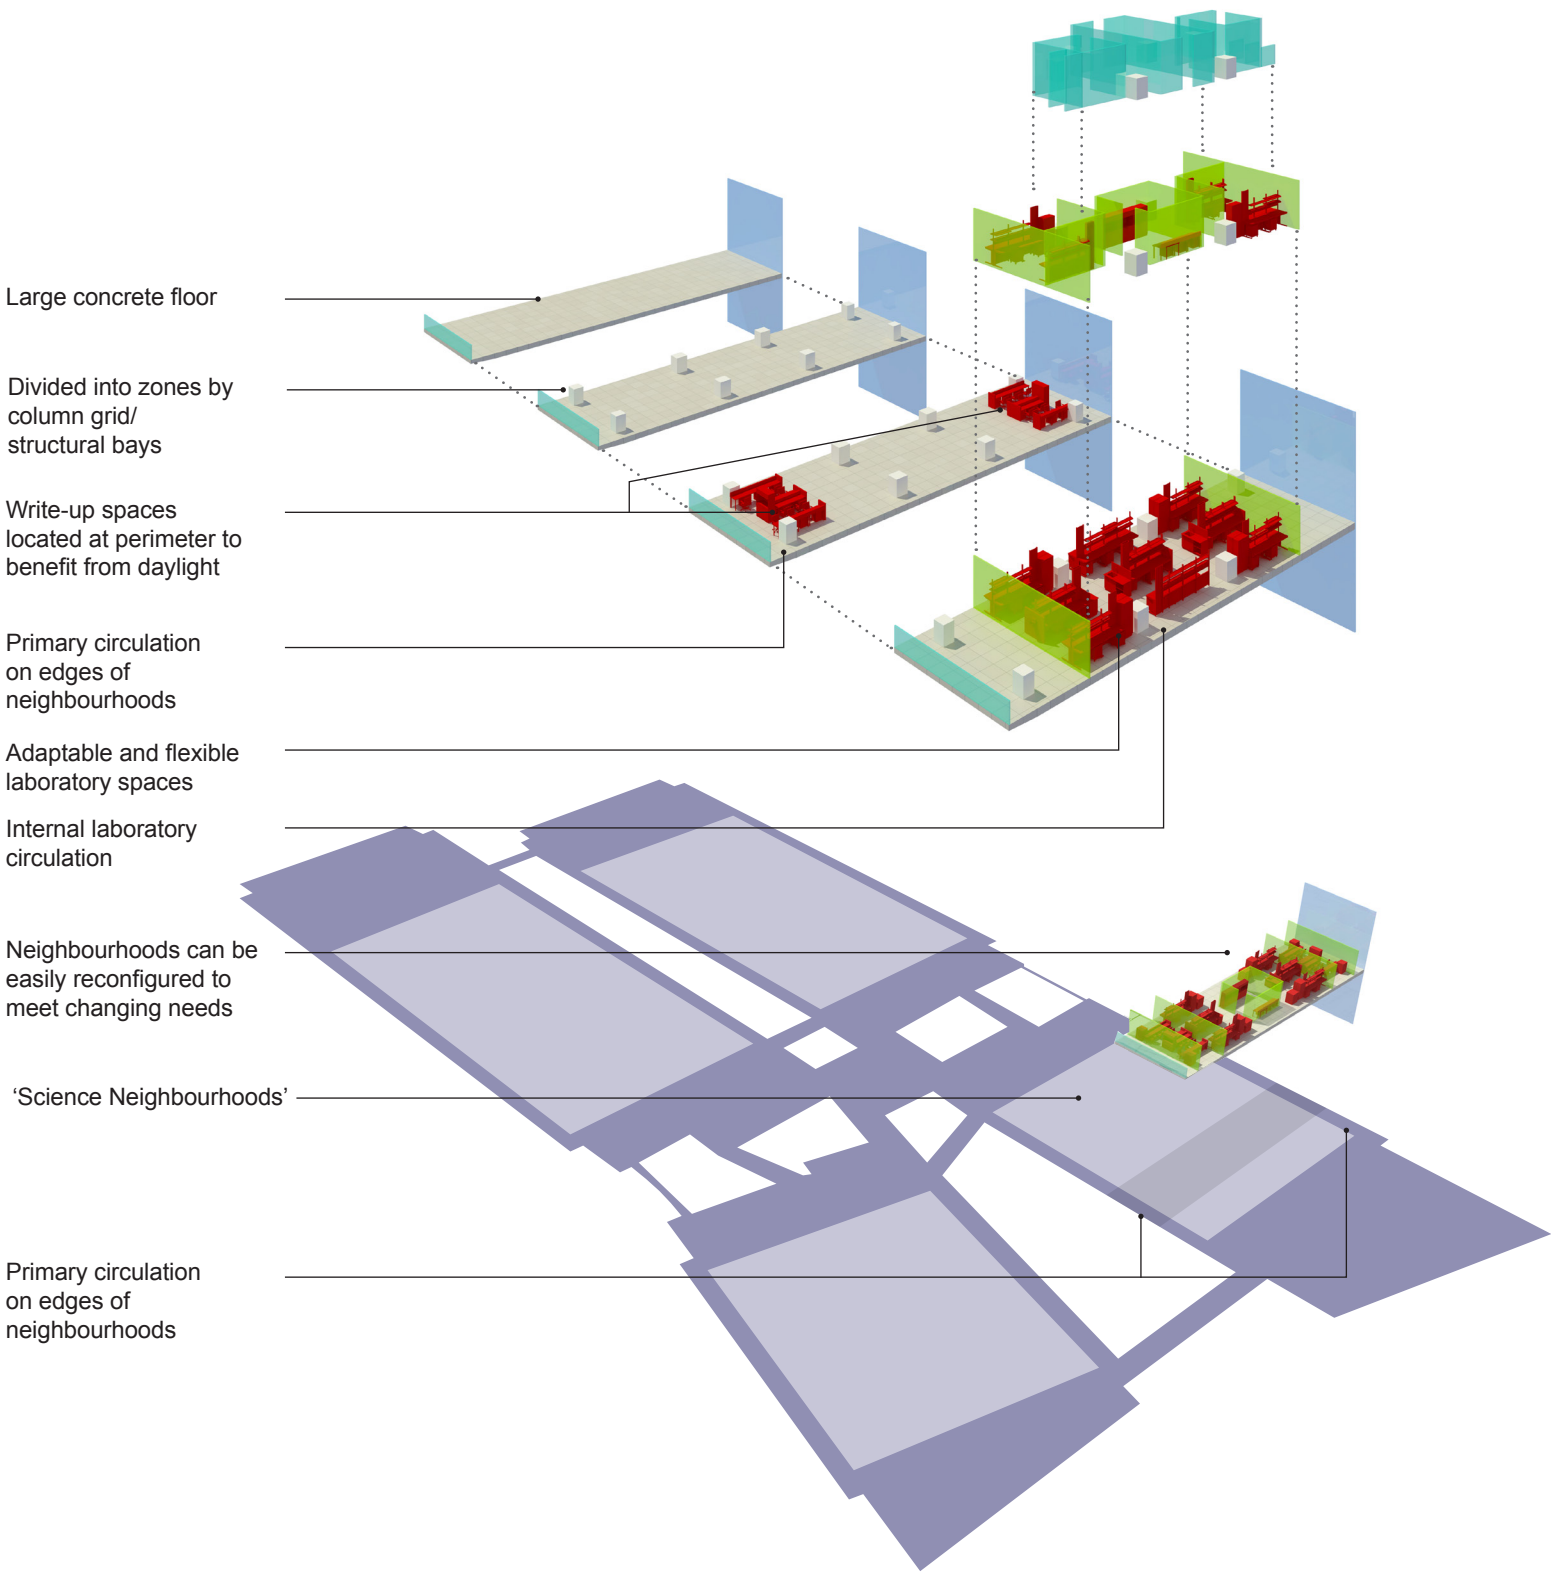 Large concrete floor
Divided into zones by
column grid/
structural bays
Write-up spaces
located at perimeter to
benefit from daylight
Primary circulation
on edges of
neighbourhoods
Adaptable and flexible
laboratory spaces
Internal laboratory
circulation
Neighbourhoods can be
easily reconfigured to
meet changing needs
‘Science Neighbourhoods’
Primary circulation
on edges of
neighbourhoods